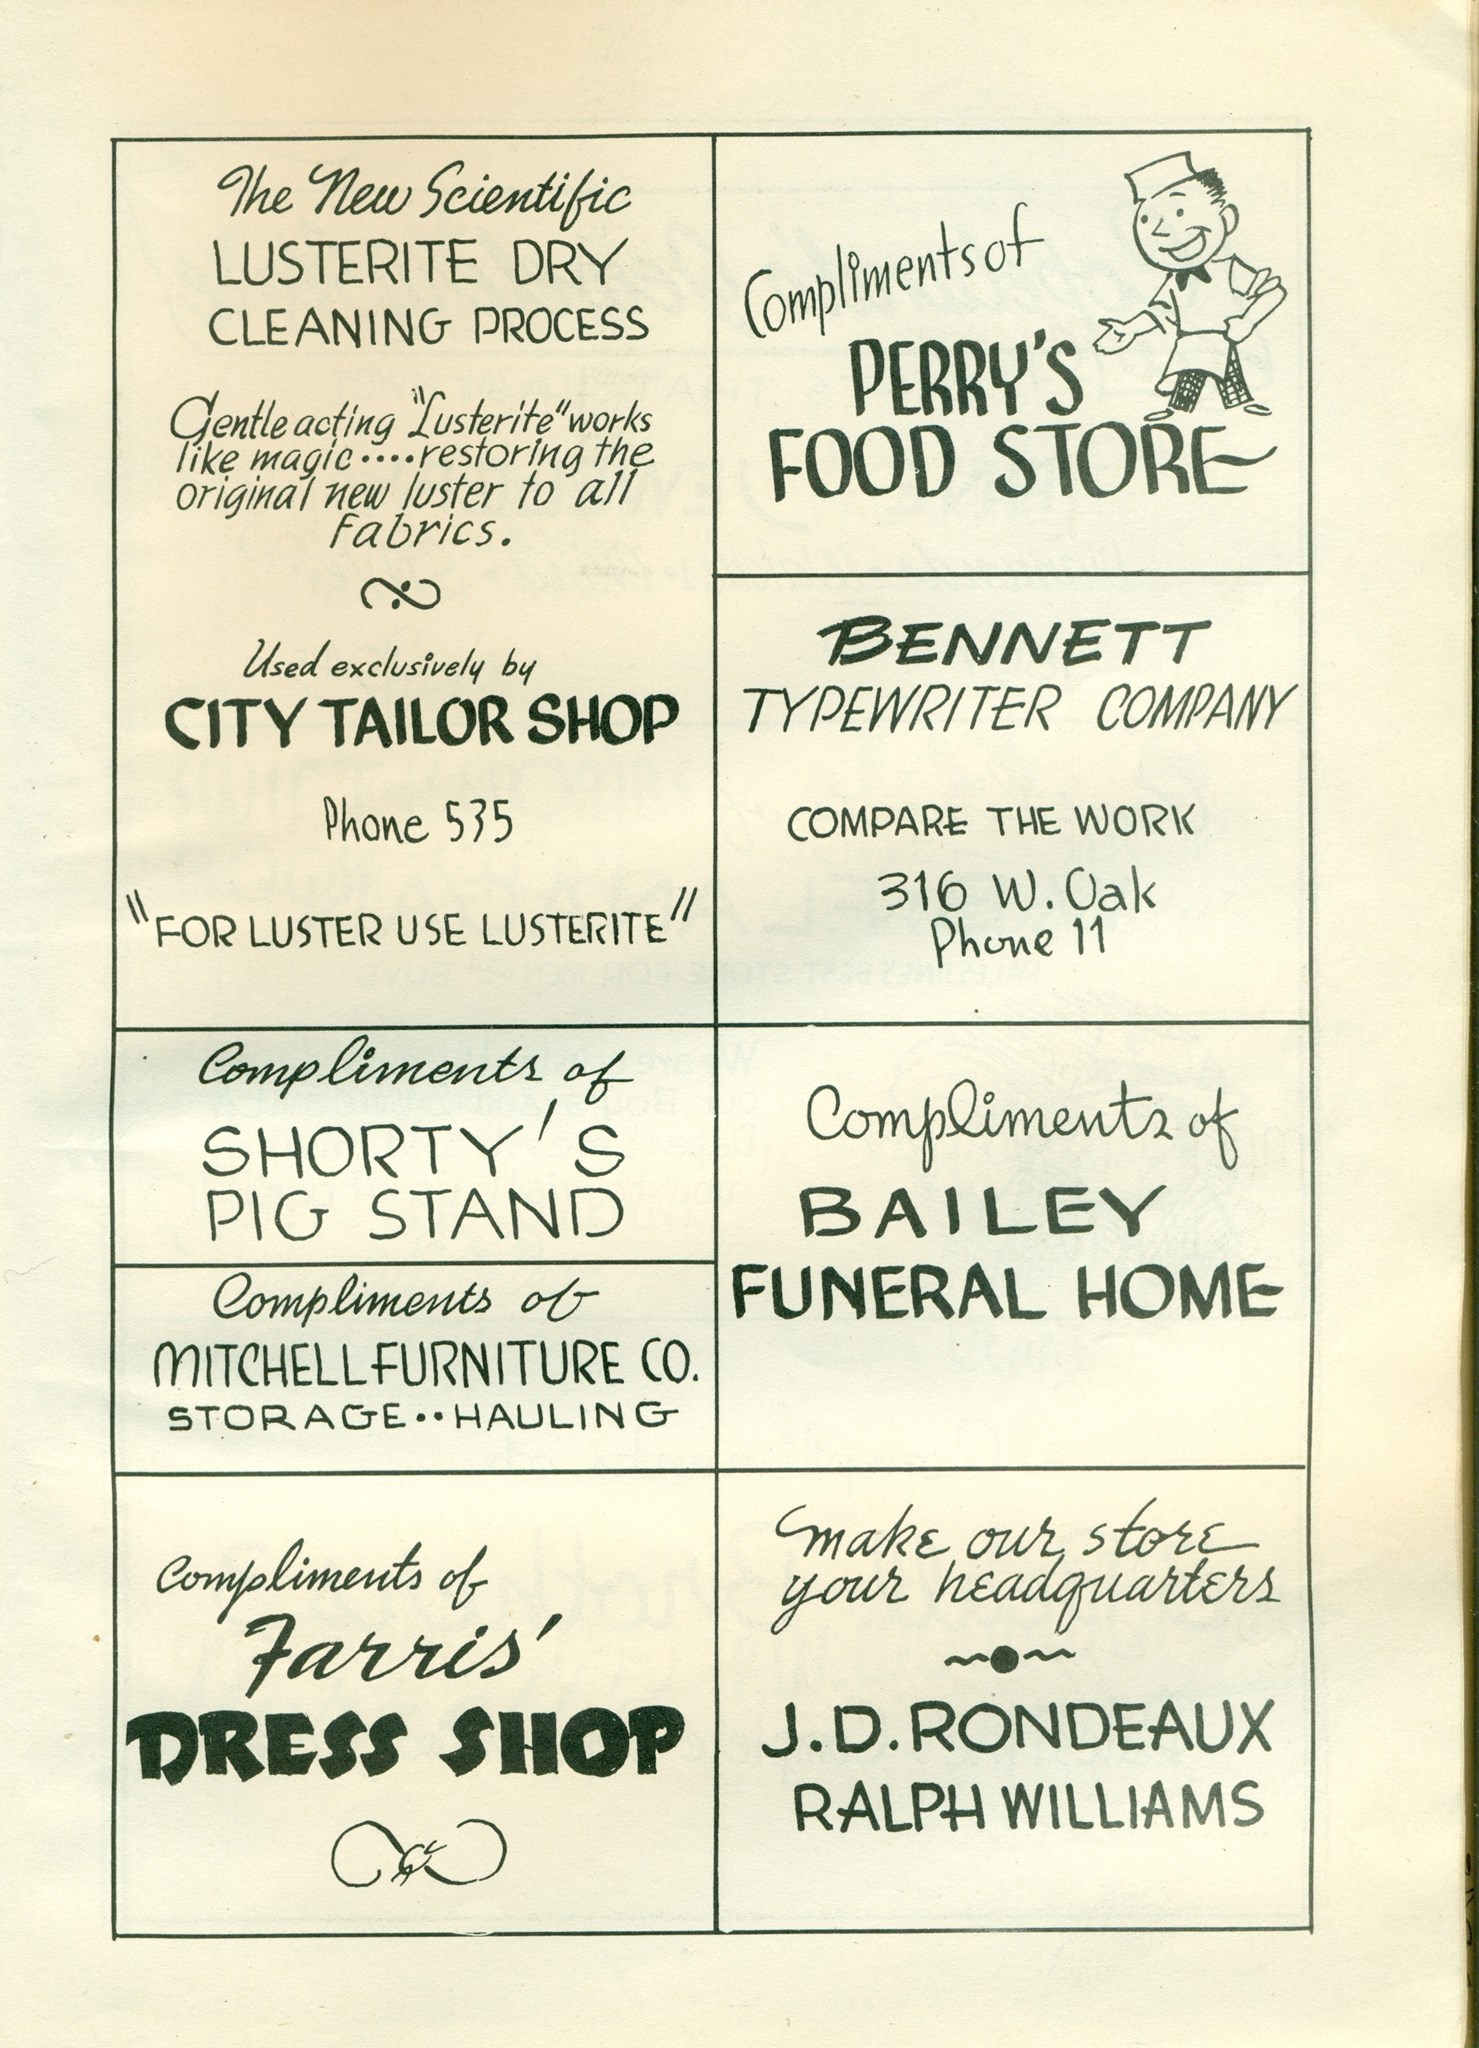 The New Scientific
LUSTERITE DRY
CLEANING PROCESS
Gentle acting "Lusterite" works
like magic....restoring the
original new luster to all
Fabrics.
Used exclusively by
CITY TAILOR SHOP
Phone 535
"FOR LUSTER USE LUSTERITE"
Compliments of
PERRY'S
FOOD STORE
BENNETT
TYPEWRITER COMPANY
COMPARE THE WORK
316 W. Oak
Phone 11
Compliments of
SHORTY'S
PIG STAND
Compliments of
MITCHELL FURNITURE CO.
STORAGE..HAULING
Compliments of
BAILEY
FUNERAL HOME
Compliments of
Farris'
DRESS SHOP
make our store
your headquarters
J.D. RONDEAUX
RALPH WILLIAMS